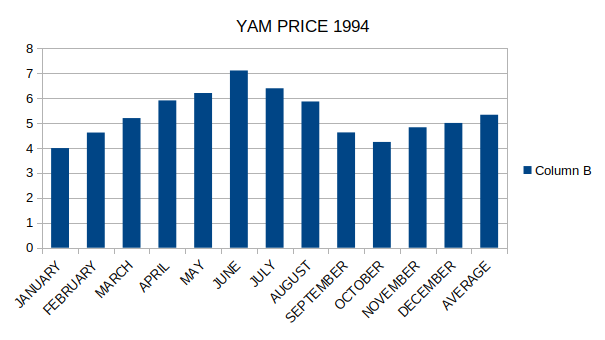 YAM PRICE 1994
8
7
6
5
4
3
2
1
0
Column B
JANUARY
FEBRUARY
MARCH
APRIL
MAY
JUNE
JULY
AUGUST
SEPTEMBER
OCTOBER
NOVEMBER
DECEMBER
AVERAGE